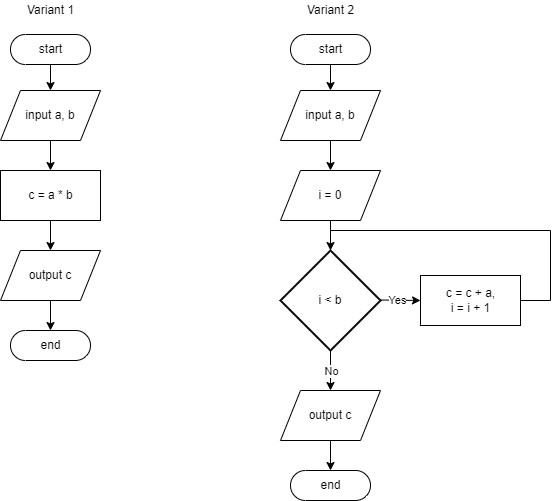 Variant 1
start
input a, b
c = a * b
output c
end
Variant 2
start
input a, b
i = 0
i < b
Yes
c = c + a,
i = i + 1
No
output c
end